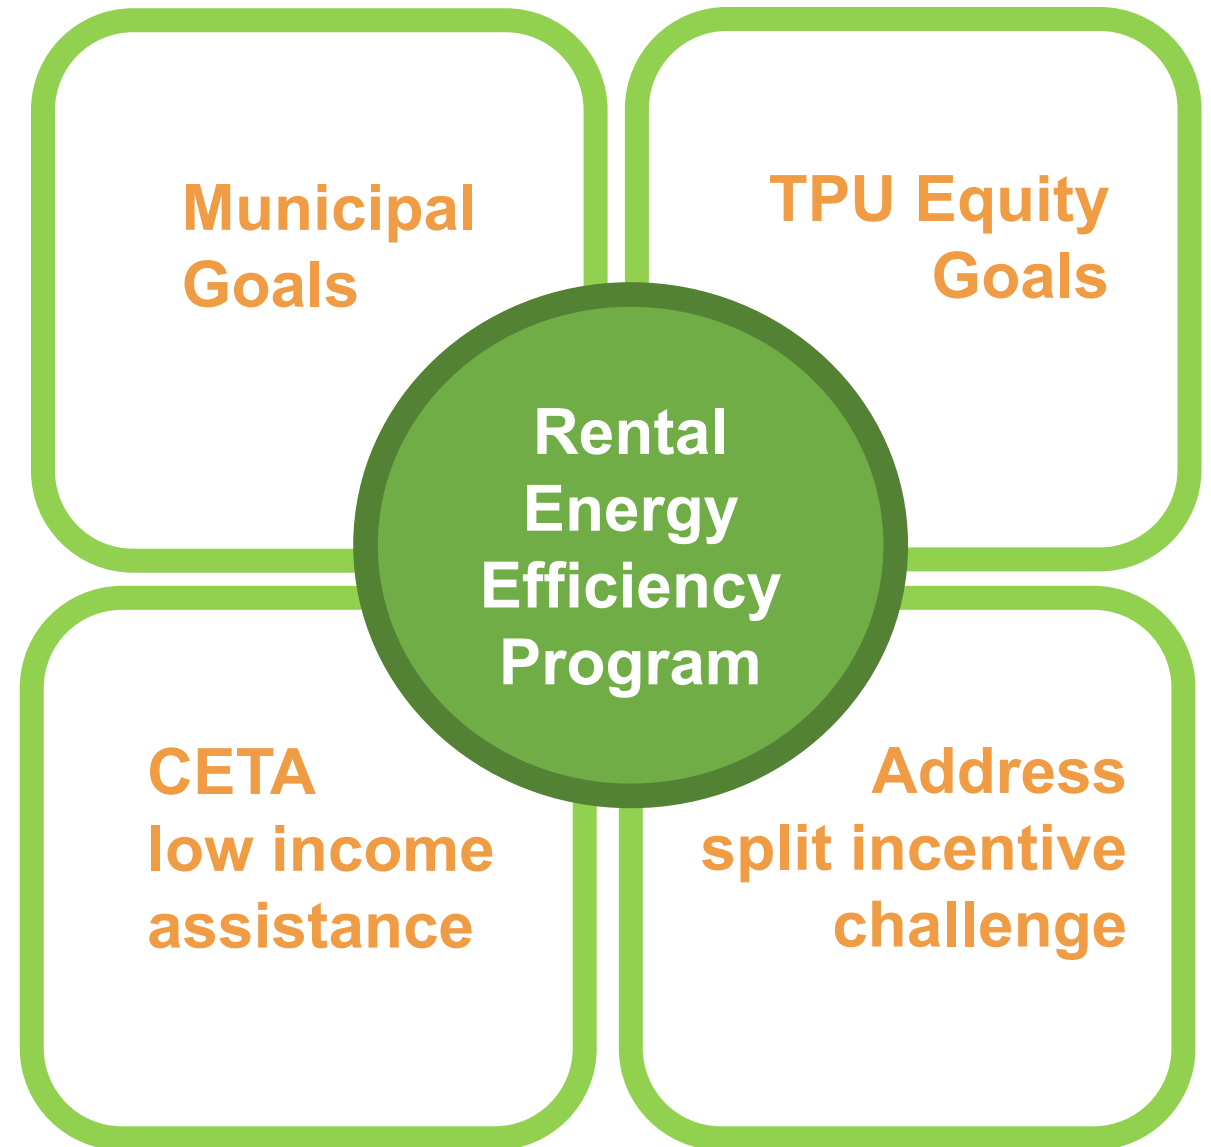 Municipal
Goals
TPU Equity
Goals
Rental
Energy
Efficiency
Program
CETA
low income
assistance
Address
split incentive
challenge